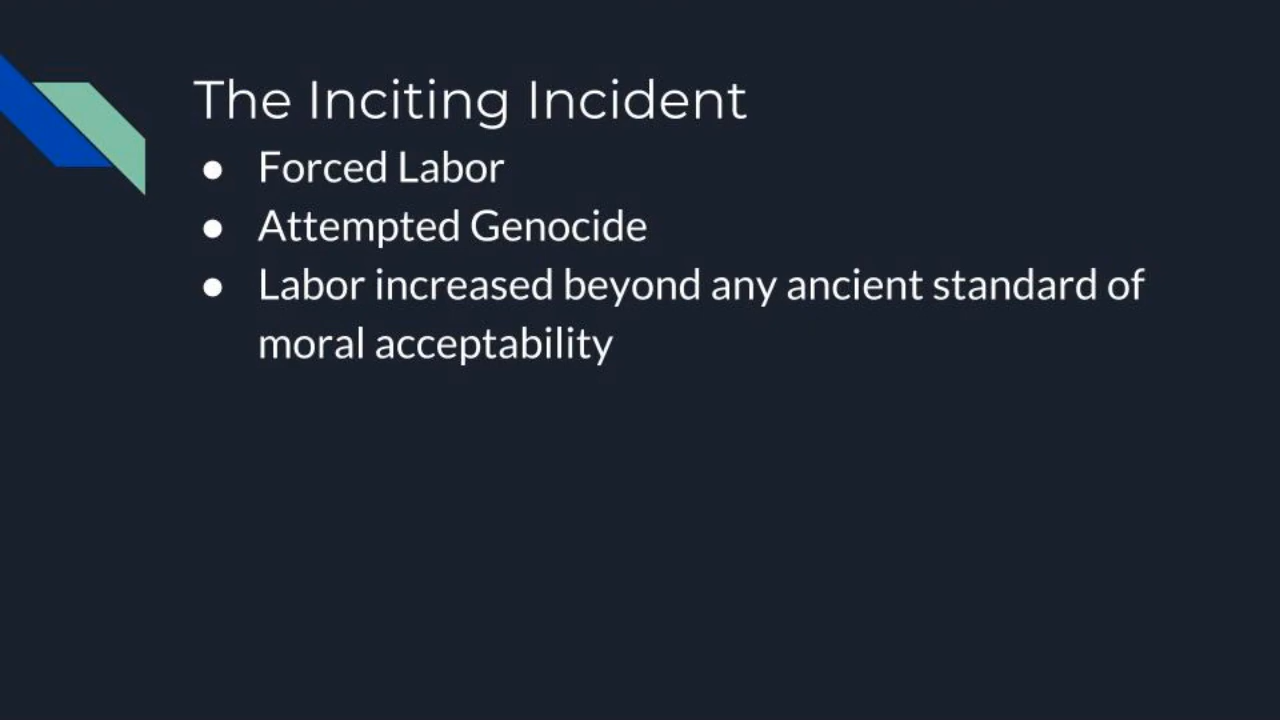 The Inciting Incident
● Forced Labor
● Attempted Genocide
● Labor increased beyond any ancient standard of
moral acceptability